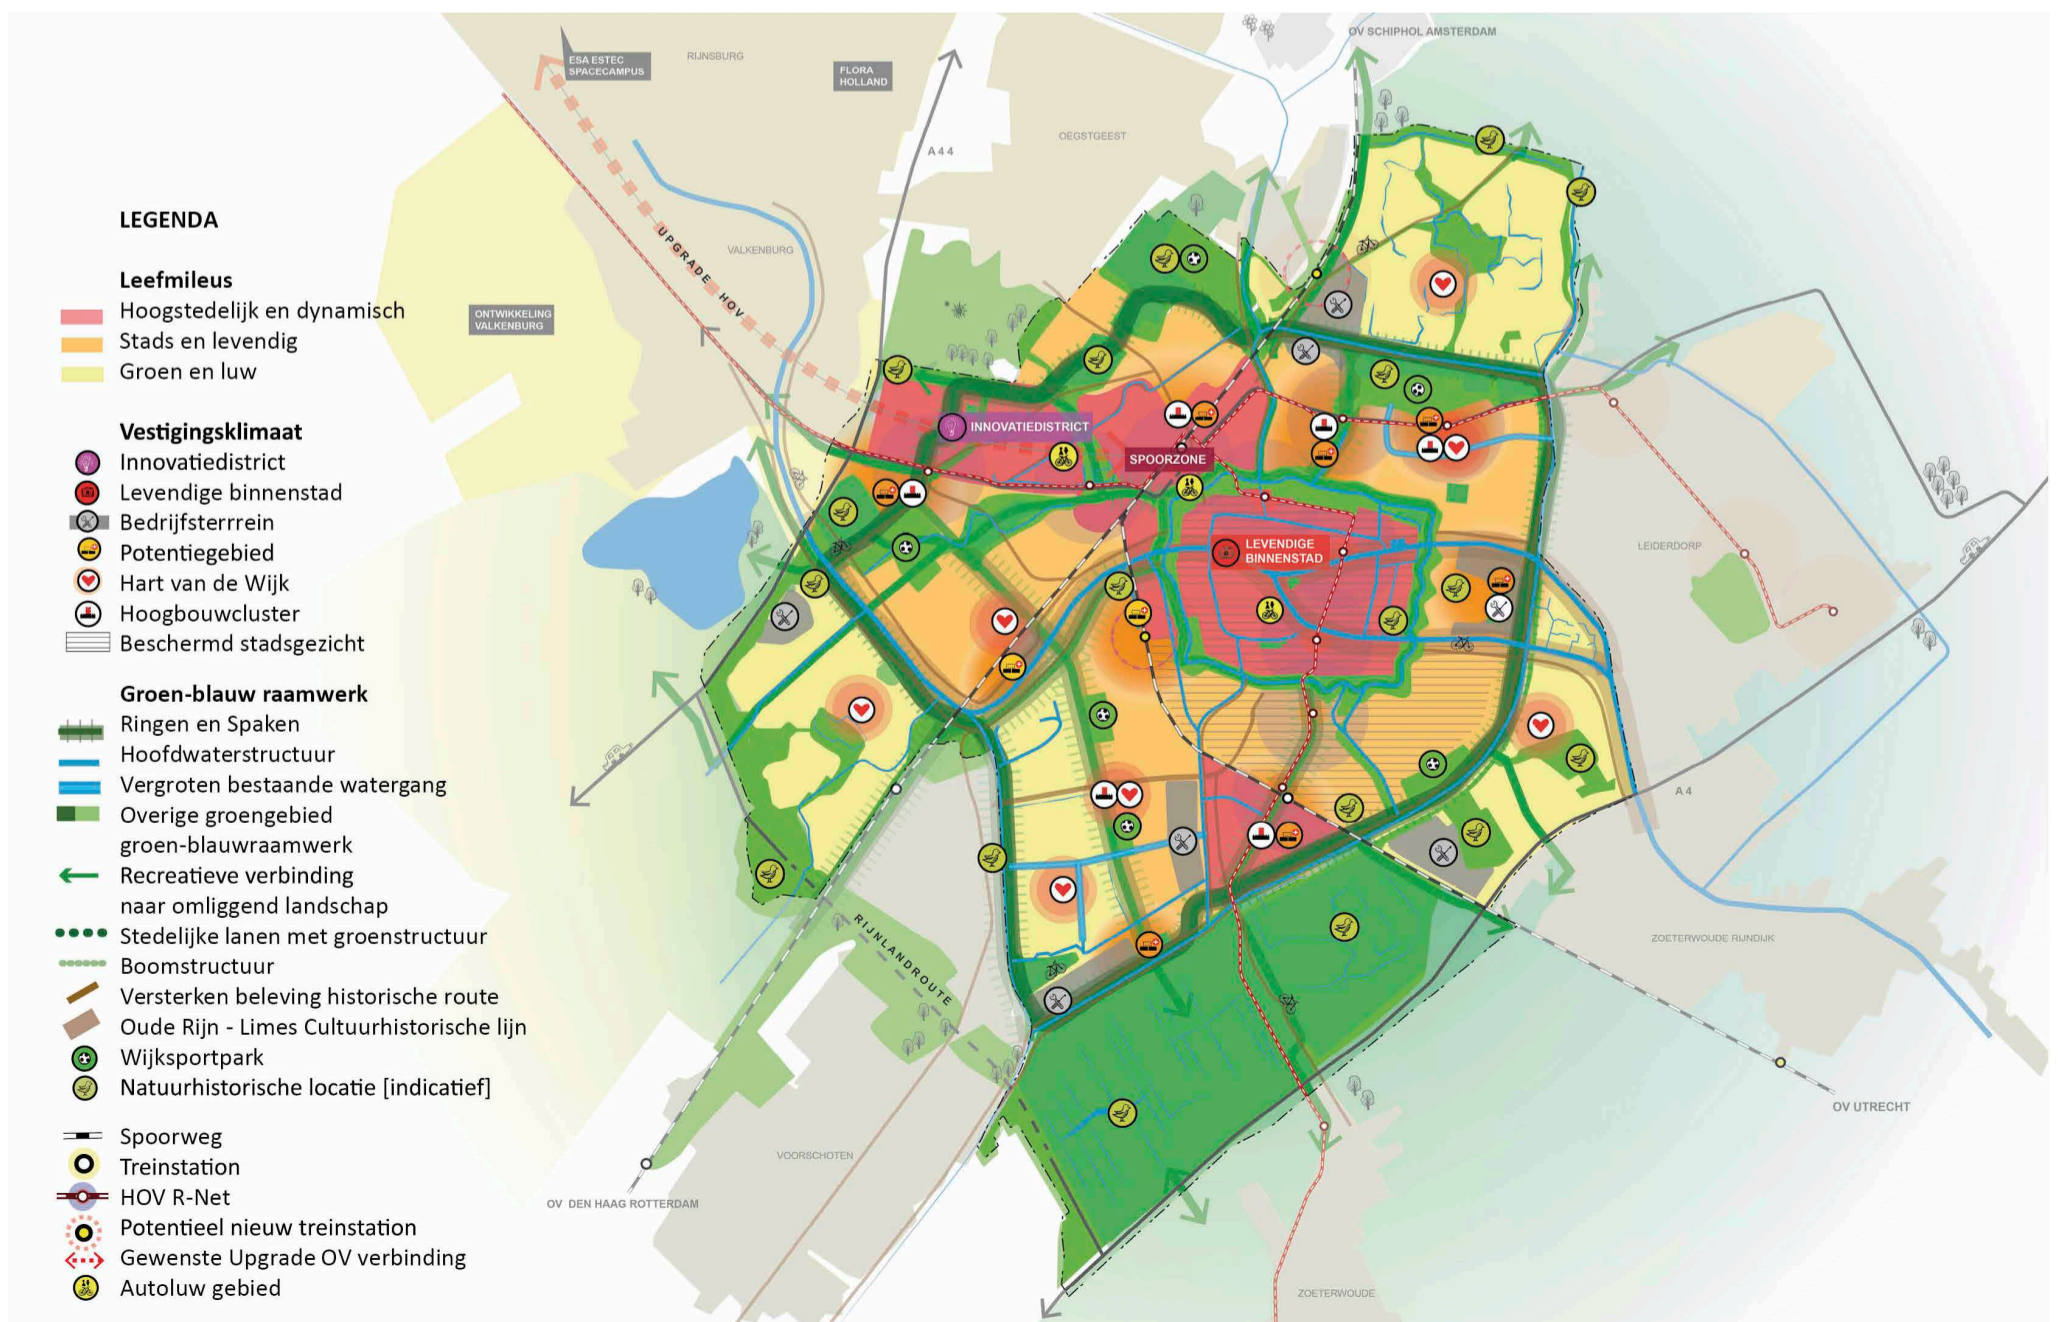 LEGENDA
Leefmileus
Hoogstedelijk en dynamisch
Stads en levendig
Groen en luw
Vestigingsklimaat
Innovatiedistrict
Levendige binnenstad
Bedrijfsterrrein
Potentiegebied
Hart van de Wijk
Hoogbouwcluster
Beschermd stadsgezicht
Groen-blauw raamwerk
Ringen en Spaken
Hoofdwaterstructuur
Vergroten bestaande watergang
Overige groengebied
groen-blauwraamwerk
Recreatieve verbinding
naar omliggend landschap
Stedelijke lanen met groenstructuur
Boomstructuur
Versterken beleving historische route
Oude Rijn - Limes Cultuurhistorische lijn
Wijksportpark
Natuurhistorische locatie [indicatief]
Spoorweg
Treinstation
HOV R-Net
Potentieel nieuw treinstation
Gewenste Upgrade OV verbinding
Autoluw gebied
ESA ESTEC
SPACECAMPUS
RIJNSBURG
FLORA
HOLLAND
OV SCHIPHOL AMSTERDAM
OEGSTGEEST
A 4 4
UPGRADE HOV
VALKENBURG
ONTWIKKELING
VALKENBURG
INNOVATIEDISTRICT
SPOORZONE
LEVENDIGE
BINNENSTAD
LEIDERDORP
A 4
RIJNLANDROUTE
ZOETERWOUDE RIJNDIJK
OV UTRECHT
VOORSCHOTEN
OV DEN HAAG ROTTERDAM
ZOETERWOUDE